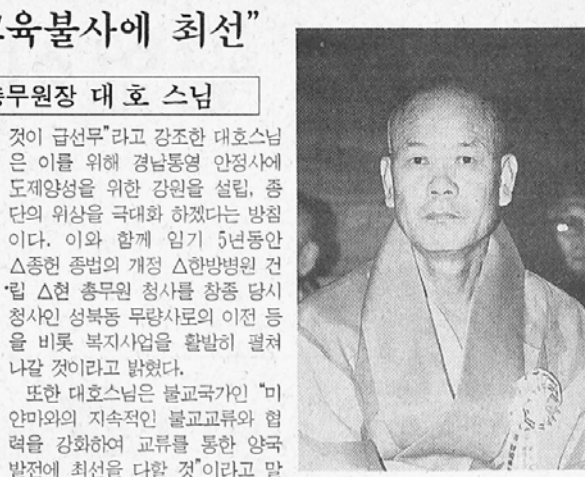 육불사에 최선”
무원장 대호 스님
것이 급선무”라고 강조한 대호스님
은 이를 위해 경남통영 안정사에
도제양성을 위한 강원을 설립, 종
단의 위상을 극대화 하겠다는 방침
이다. 이와 함께 임기 5년동안
△종헌 종법의 개정 △한방병원 건
립 △현 총무원 청사를 창종 당시
청사인 성북동 무량사로의 이전 등
을 비롯 복지사업을 활발히 펼쳐
나갈 것이라고 밝혔다.
또한 대호스님은 불교국가인 “미
얀마와의 지속적인 불교교류와 협
력을 강화하여 교류를 통한 양국
발전에 최선을 다할 것”이라고 말